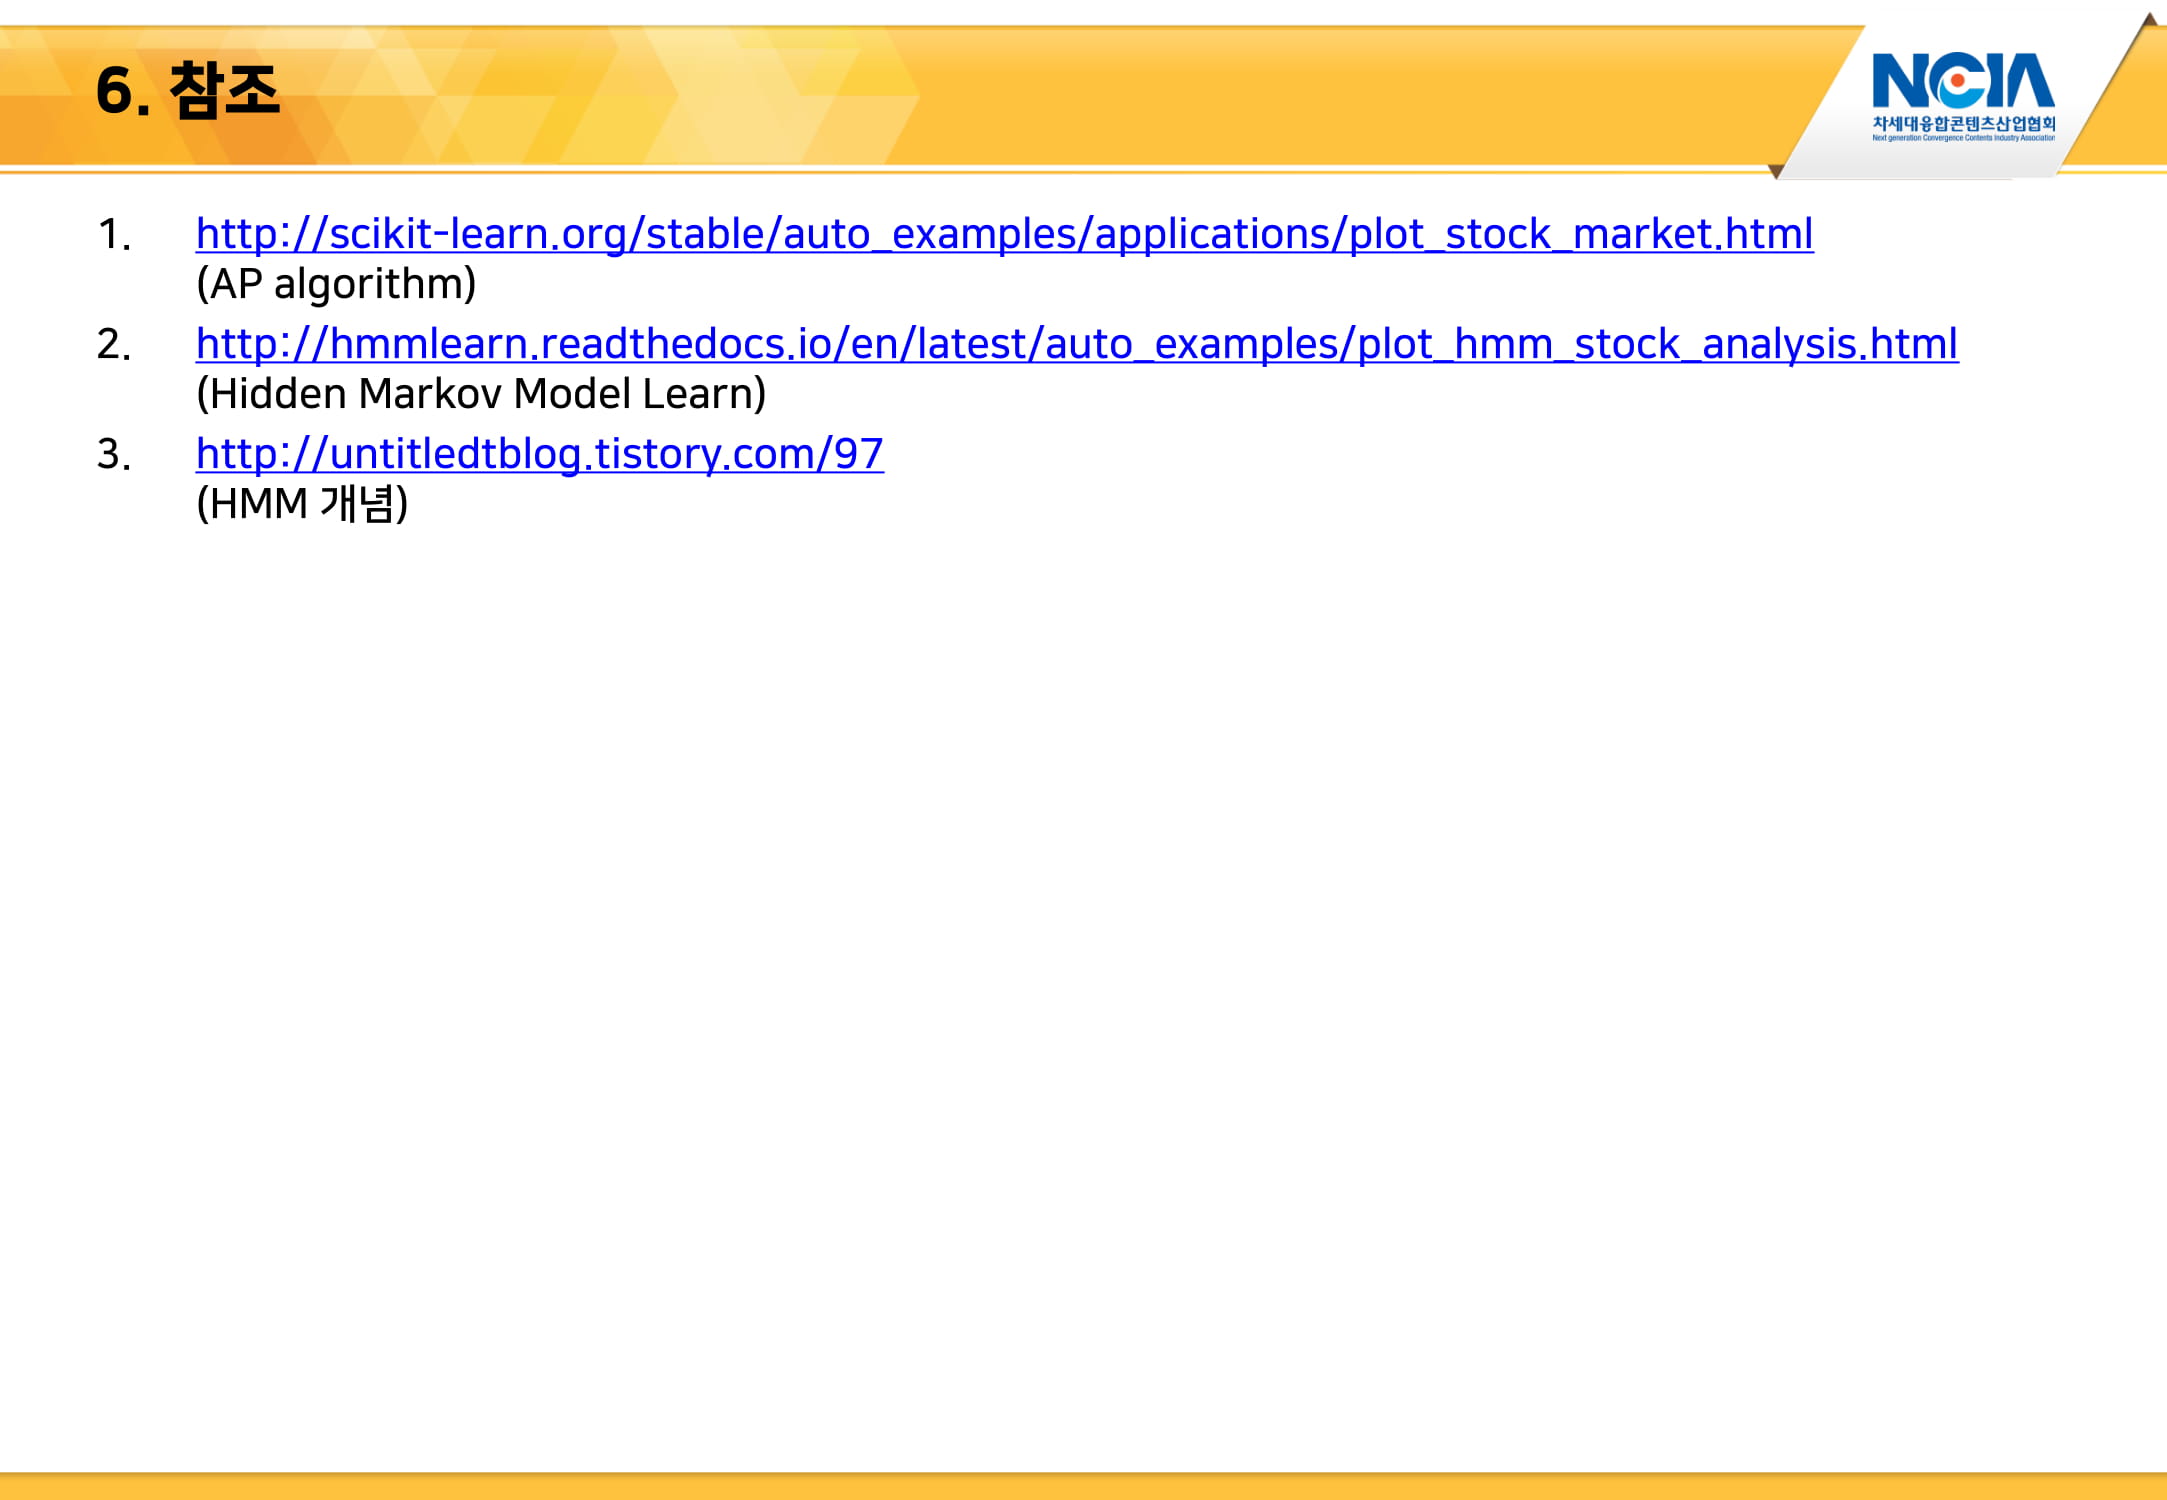 6. 참조
NCIA
차세대융합콘텐츠산업협회
Next generation Convergence Contents Industry Association
1. http://scikit-learn.org/stable/auto_examples/applications/plot_stock_market.html
(AP algorithm)
2. http://hmmlearn.readthedocs.io/en/latest/auto_examples/plot_hmm_stock_analysis.html
(Hidden Markov Model Learn)
3. http://untitledtblog.tistory.com/97
(HMM 개념)